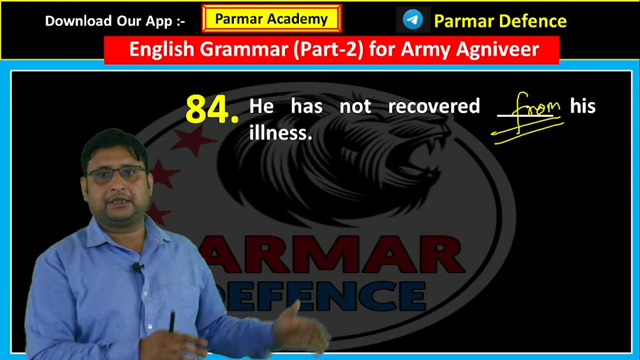 Download Our App :- Parmar Academy Parmar Defence
English Grammar (Part-2) for Army Agniveer
84. He has not recovered from his
illness.
PARMAR
DEFENCE